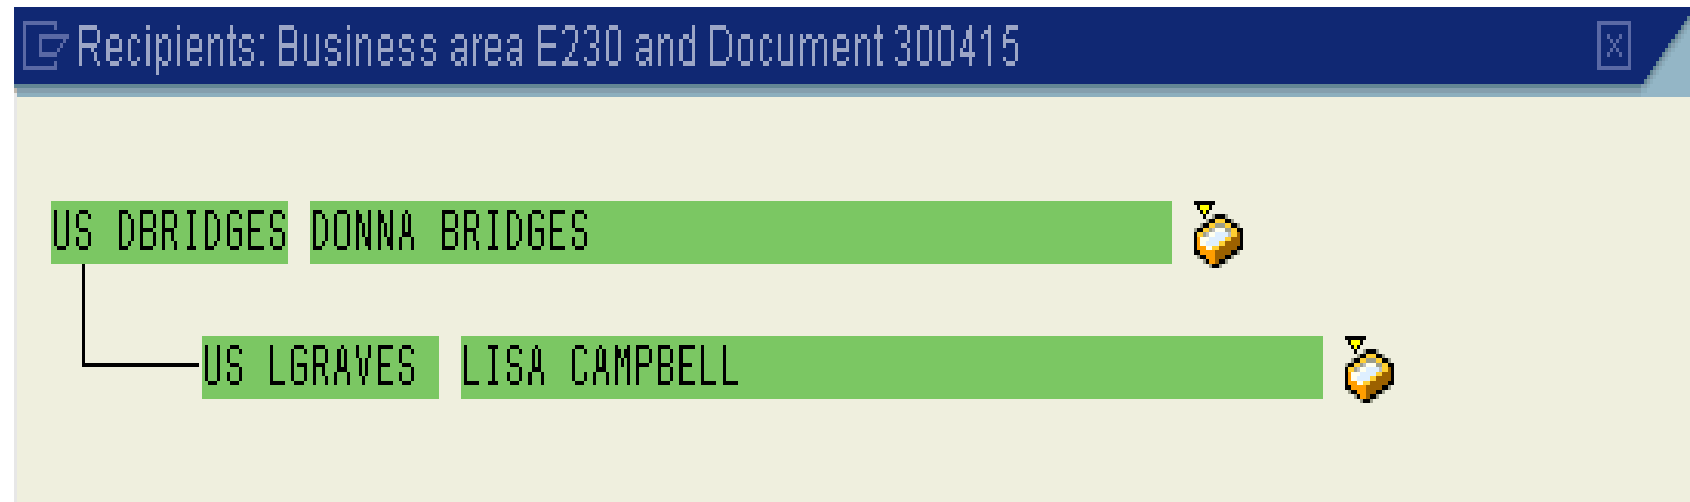 Recipients: Business area E230 and Document 300415
US DBRIDGES DONNA BRIDGES
US LGRAVES LISA CAMPBELL